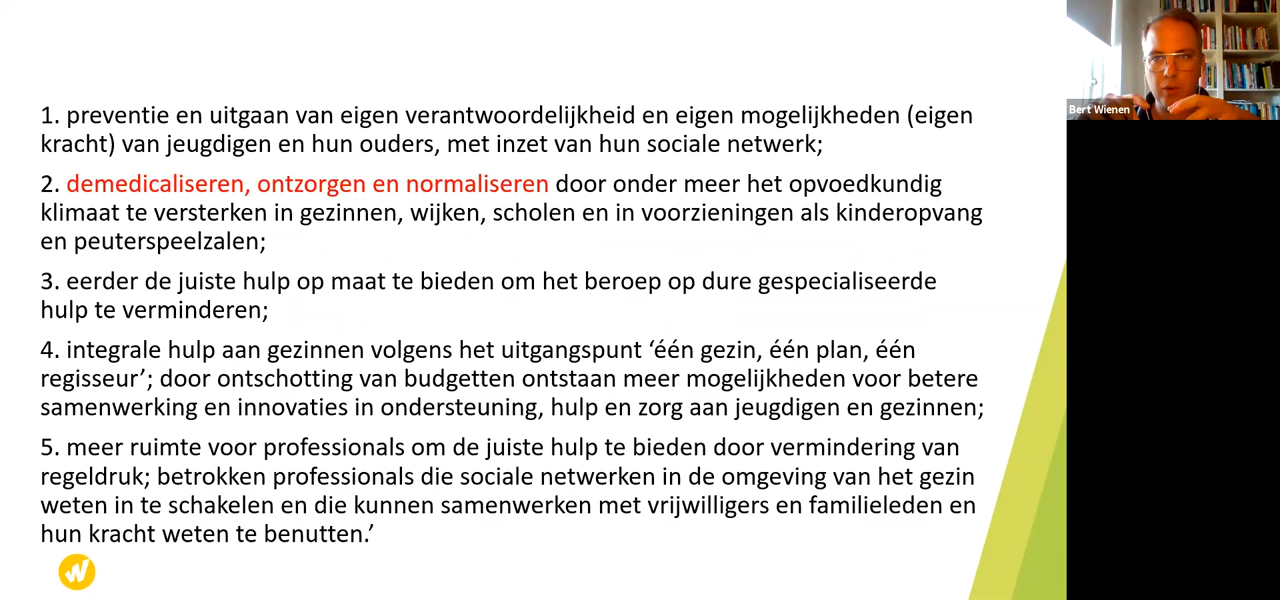 1. preventie en uitgaan van eigen verantwoordelijkheid en eigen mogelijkheden (eigen
kracht) van jeugdigen en hun ouders, met inzet van hun sociale netwerk;
2. demedicaliseren, ontzorgen en normaliseren door onder meer het opvoedkundig
klimaat te versterken in gezinnen, wijken, scholen en in voorzieningen als kinderopvang
en peuterspeelzalen;
3. eerder de juiste hulp op maat te bieden om het beroep op dure gespecialiseerde
hulp te verminderen;
4. integrale hulp aan gezinnen volgens het uitgangspunt ‘één gezin, één plan, één
regisseur’; door ontschotting van budgetten ontstaan meer mogelijkheden voor betere
samenwerking en innovaties in ondersteuning, hulp en zorg aan jeugdigen en gezinnen;
5. meer ruimte voor professionals om de juiste hulp te bieden door vermindering van
regeldruk; betrokken professionals die sociale netwerken in de omgeving van het gezin
weten in te schakelen en die kunnen samenwerken met vrijwilligers en familieleden en
hun kracht weten te benutten.’
Bert Wienen